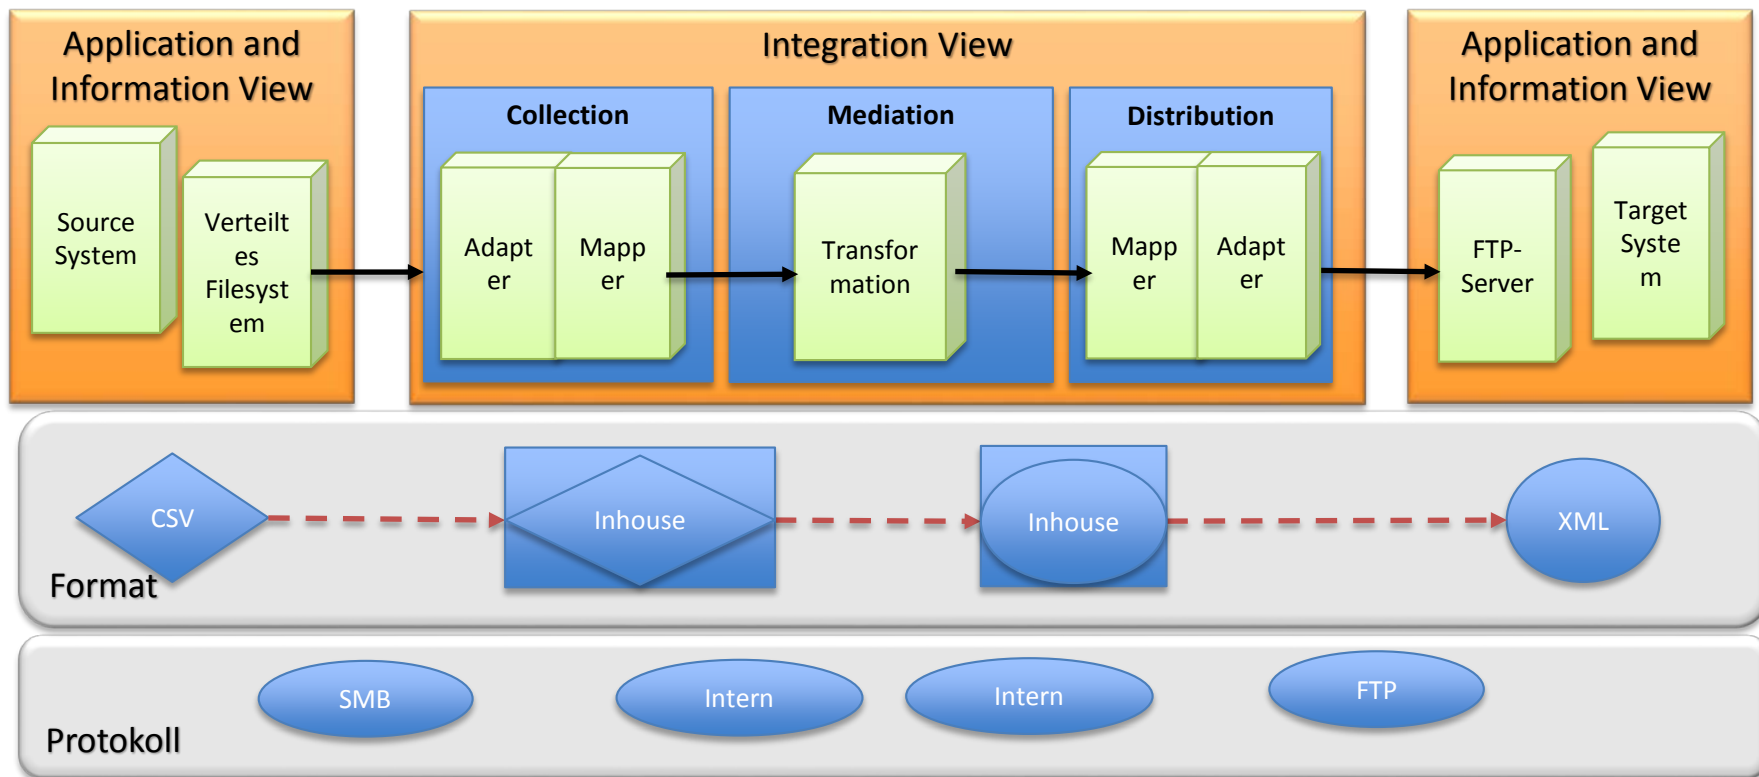 Application and
Information View
Source
System
Verteilt
es
Filesyst
em
Integration View
Collection
Adapt
er
Mapp
er
Mediation
Transfor
mation
Distribution
Mapp
er
Adapt
er
Application and
Information View
FTP-
Server
Target
Syste
m
CSV
Inhouse
Inhouse
XML
Format
SMB
Intern
Intern
FTP
Protokoll